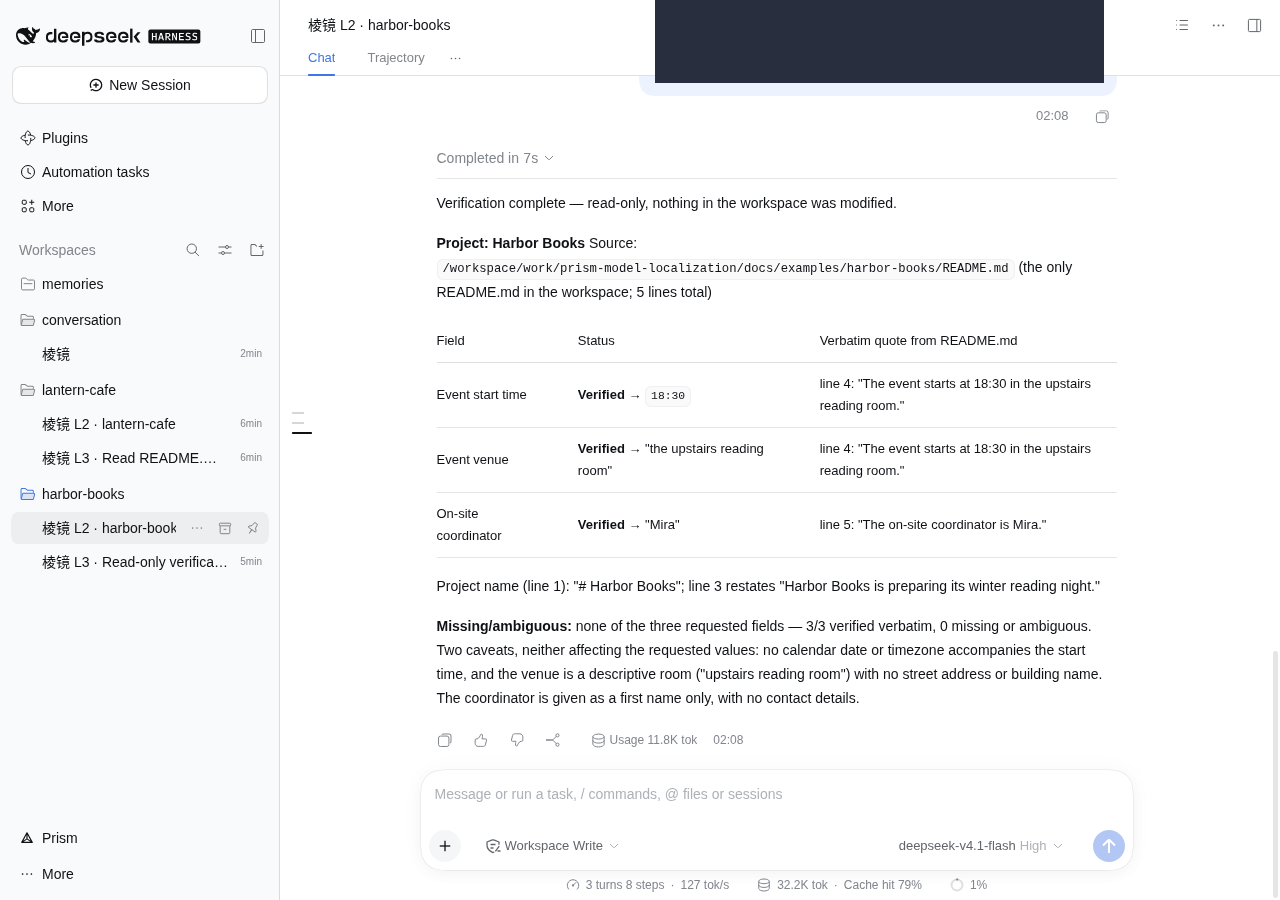 deepseek HARNESS
New Session
Plugins
Automation tasks
More
Workspaces
memories
conversation
棱镜 2min
lantern-cafe
棱镜 L2 · lantern-cafe 6min
棱镜 L3 · Read README.… 6min
harbor-books
棱镜 L2 · harbor-book
棱镜 L3 · Read-only verifica… 5min
Prism
More
棱镜 L2 · harbor-books
Chat Trajectory
02:08
Completed in 7s
Verification complete — read-only, nothing in the workspace was modified.
Project: Harbor Books Source:
/workspace/work/prism-model-localization/docs/examples/harbor-books/README.md (the only
README.md in the workspace; 5 lines total)
Field Status Verbatim quote from README.md
Event start time Verified → 18:30 line 4: "The event starts at 18:30 in the upstairs
reading room."
Event venue Verified → "the upstairs reading
room" line 4: "The event starts at 18:30 in the upstairs
reading room."
On-site
coordinator Verified → "Mira" line 5: "The on-site coordinator is Mira."
Project name (line 1): "# Harbor Books"; line 3 restates "Harbor Books is preparing its winter reading night."
Missing/ambiguous: none of the three requested fields — 3/3 verified verbatim, 0 missing or ambiguous.
Two caveats, neither affecting the requested values: no calendar date or timezone accompanies the start
time, and the venue is a descriptive room ("upstairs reading room") with no street address or building name.
The coordinator is given as a first name only, with no contact details.
Usage 11.8K tok 02:08
Message or run a task, / commands, @ files or sessions
Workspace Write deepseek-v4.1-flash High
3 turns 8 steps · 127 tok/s 32.2K tok · Cache hit 79% 1%